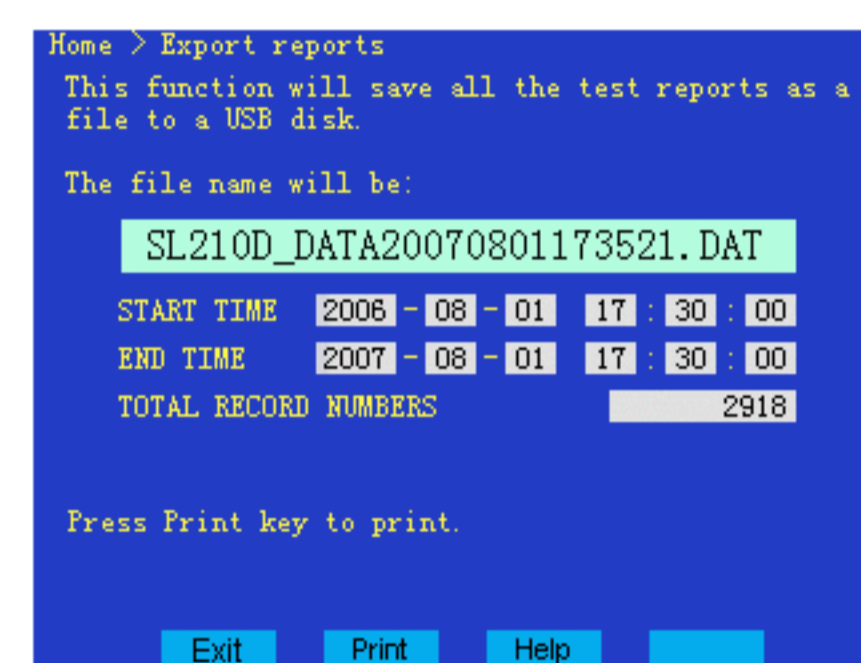 Home > Export reports
This function will save all the test reports as a
file to a USB disk.
The file name will be:
SL210D_DATA20070801173521.DAT
START TIME 2006 - 08 - 01 17 : 30 : 00
END TIME 2007 - 08 - 01 17 : 30 : 00
TOTAL RECORD NUMBERS 2918
Press Print key to print.
Exit Print Help